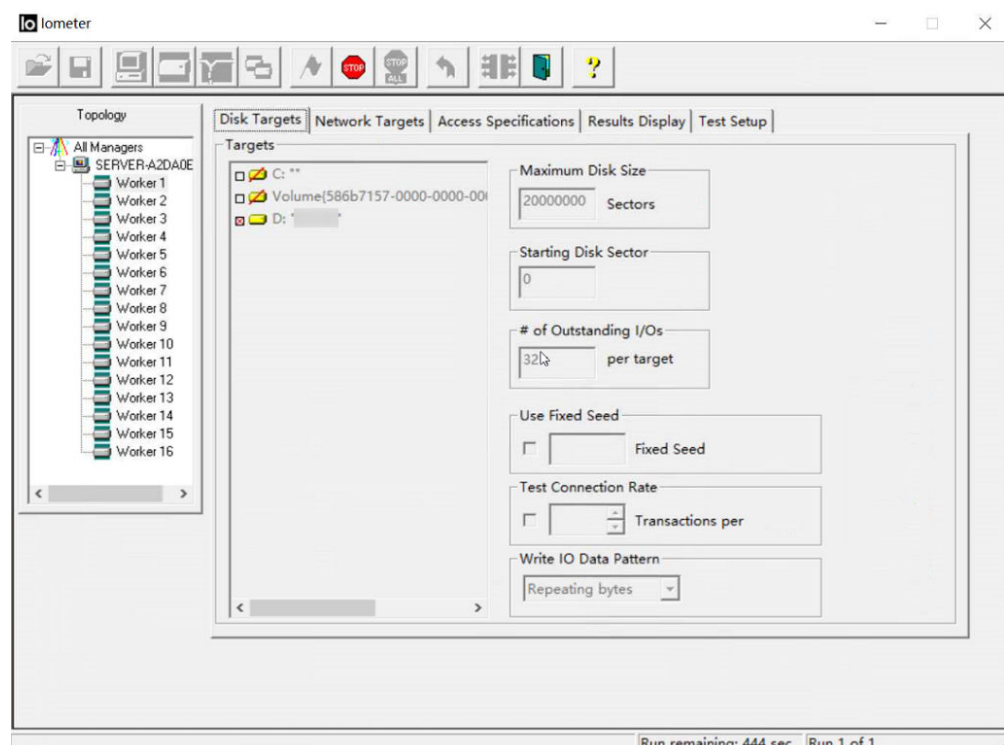 Io Iometer
STOP
STOP
ALL
?
Topology
All Managers
SERVER-A2DA0E
Worker 1
Worker 2
Worker 3
Worker 4
Worker 5
Worker 6
Worker 7
Worker 8
Worker 9
Worker 10
Worker 11
Worker 12
Worker 13
Worker 14
Worker 15
Worker 16
Disk Targets
Network Targets
Access Specifications
Results Display
Test Setup
Targets
C: ""
Volume{586b7157-0000-0000-00
D: "
Maximum Disk Size
20000000 Sectors
Starting Disk Sector
0
# of Outstanding I/Os
32 per target
Use Fixed Seed
Fixed Seed
Test Connection Rate
Transactions per
Write IO Data Pattern
Repeating bytes
Run remaining: 444 sec Run 1 of 1